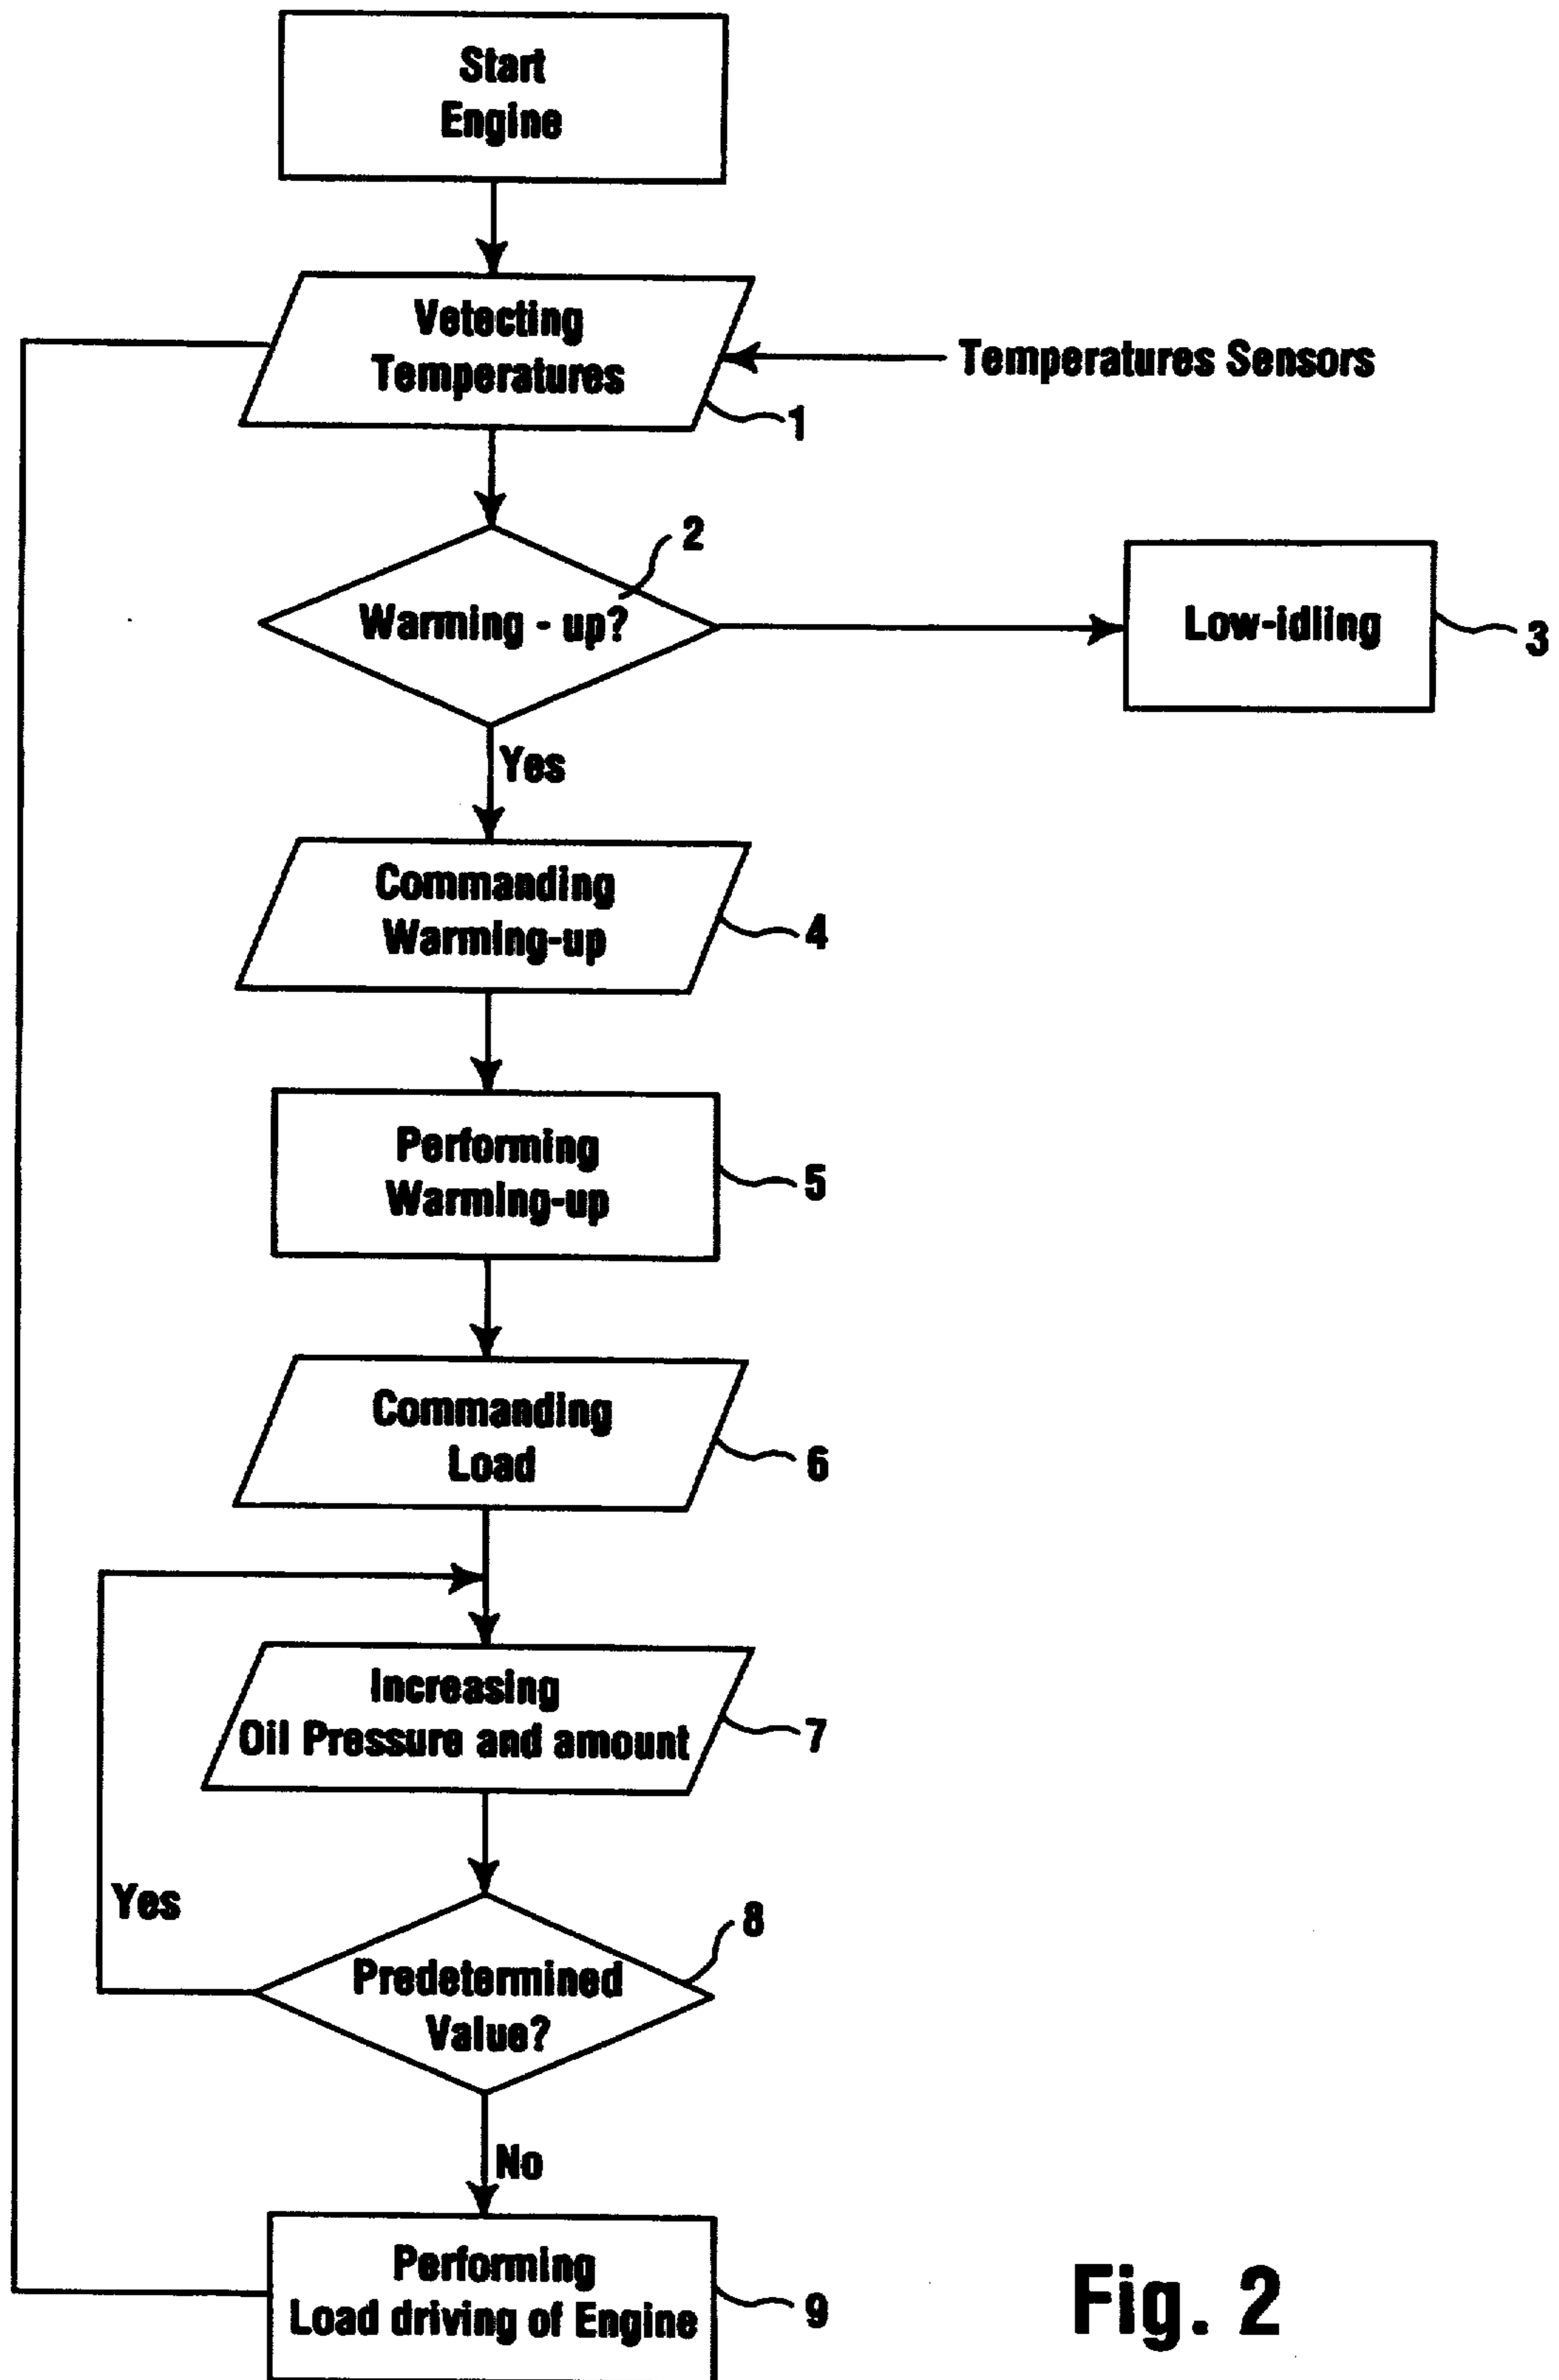 Start
Engine
Vetecting
Temperatures
Temperatures Sensors
1
2
Warming - up?
Low-idling
3
Yes
Commanding
Warming-up
4
Performing
Warming-up
5
Commanding
Load
6
Increasing
Oil Pressure and amount
7
Yes
8
Predetermined
Value?
No
Performing
Load driving of Engine
9
Fig. 2